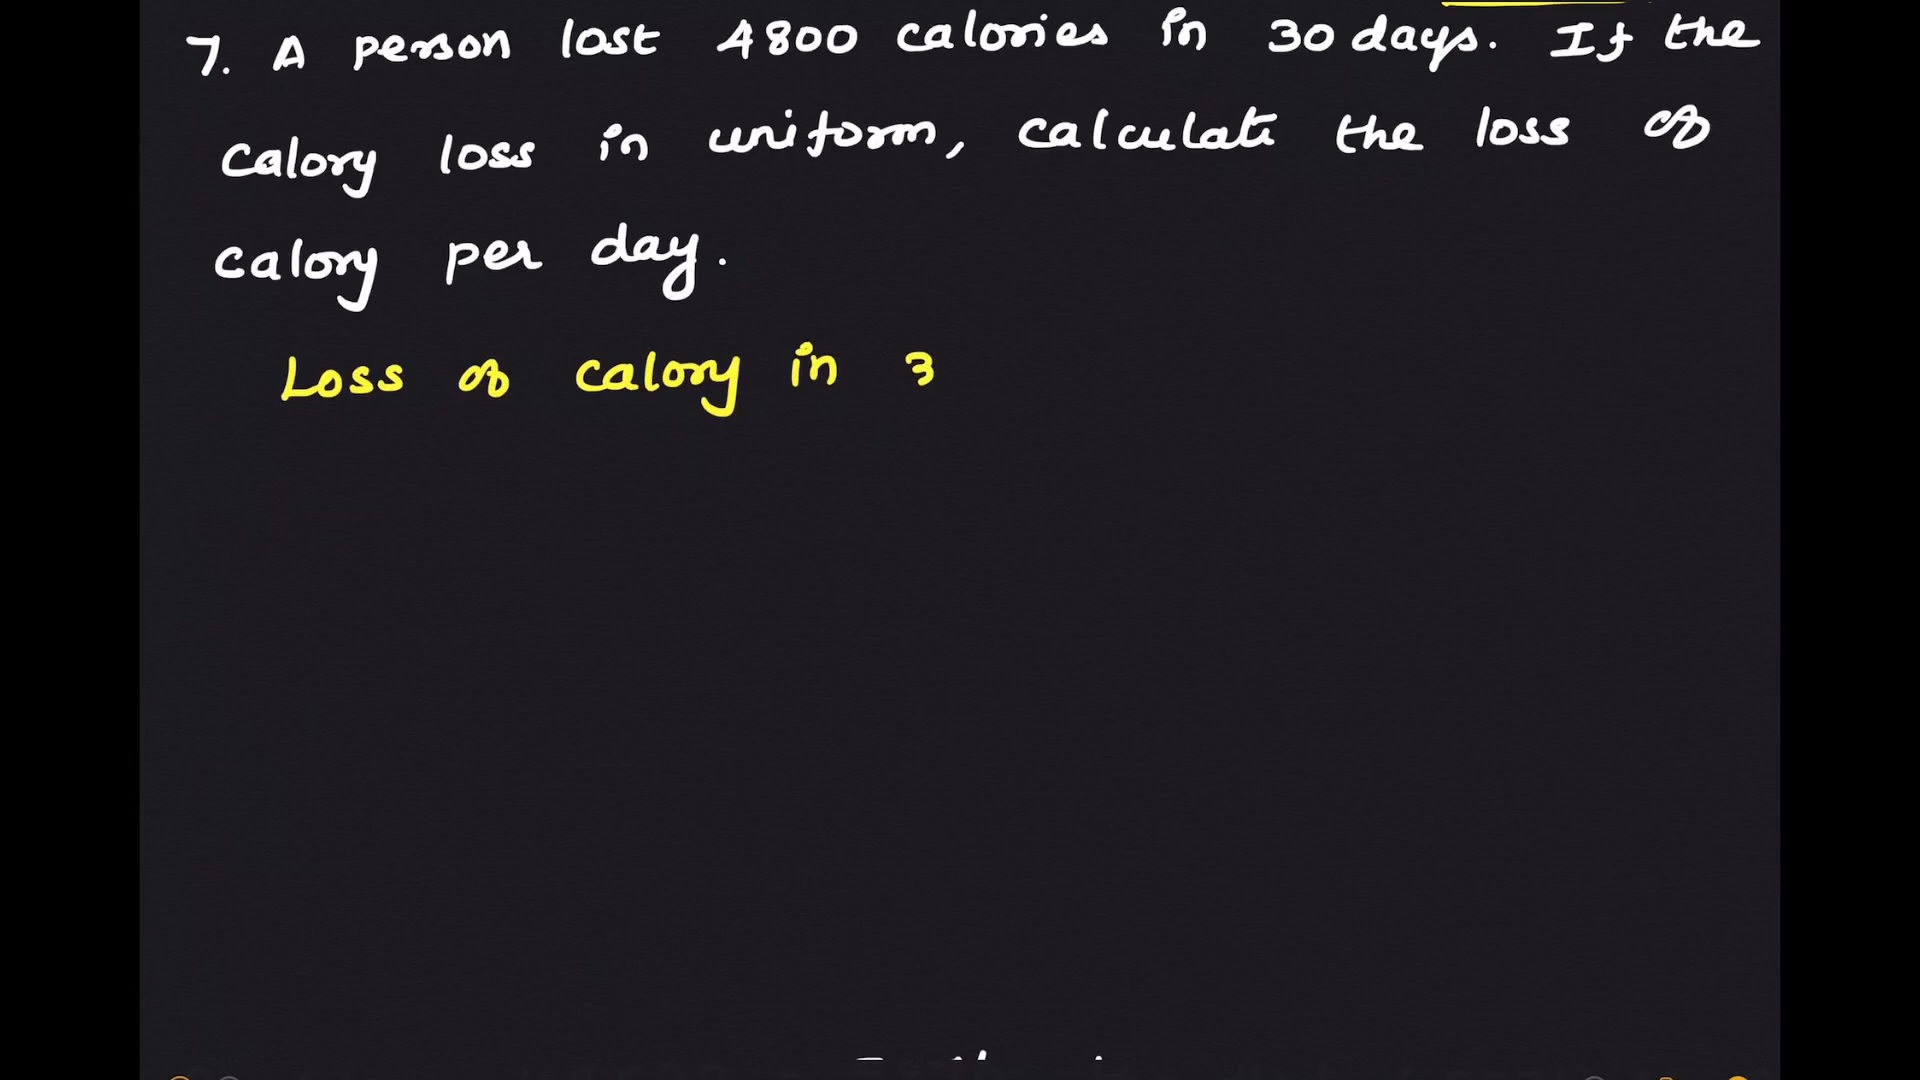 7. A person lost 4800 calories in 30 days. If the
calory loss in uniform, calculate the loss of
calory per day.
Loss of calory in 3